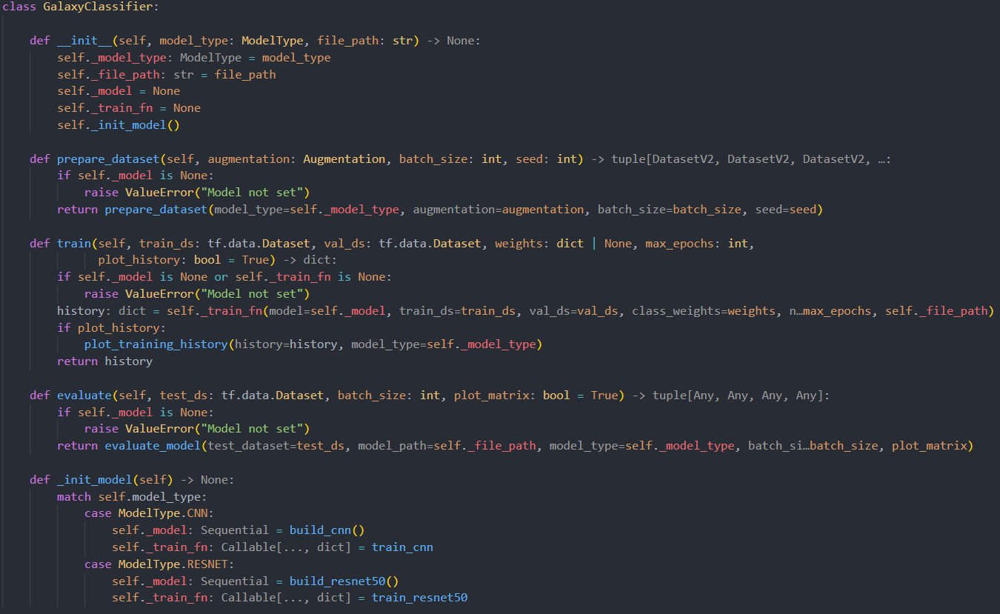 class GalaxyClassifier:
def __init__(self, model_type: ModelType, file_path: str) -> None:
self._model_type: ModelType = model_type
self._file_path: str = file_path
self._model = None
self._train_fn = None
self._init_model()
def prepare_dataset(self, augmentation: Augmentation, batch_size: int, seed: int) -> tuple[DatasetV2, DatasetV2, DatasetV2, …:
if self._model is None:
raise ValueError("Model not set")
return prepare_dataset(model_type=self._model_type, augmentation=augmentation, batch_size=batch_size, seed=seed)
def train(self, train_ds: tf.data.Dataset, val_ds: tf.data.Dataset, weights: dict | None, max_epochs: int,
plot_history: bool = True) -> dict:
if self._model is None or self._train_fn is None:
raise ValueError("Model not set")
history: dict = self._train_fn(model=self._model, train_ds=train_ds, val_ds=val_ds, class_weights=weights, n…max_epochs, self._file_path)
if plot_history:
plot_training_history(history=history, model_type=self._model_type)
return history
def evaluate(self, test_ds: tf.data.Dataset, batch_size: int, plot_matrix: bool = True) -> tuple[Any, Any, Any, Any]:
if self._model is None:
raise ValueError("Model not set")
return evaluate_model(test_dataset=test_ds, model_path=self._file_path, model_type=self._model_type, batch_si…batch_size, plot_matrix)
def _init_model(self) -> None:
match self.model_type:
case ModelType.CNN:
self._model: Sequential = build_cnn()
self._train_fn: Callable[..., dict] = train_cnn
case ModelType.RESNET:
self._model: Sequential = build_resnet50()
self._train_fn: Callable[..., dict] = train_resnet50